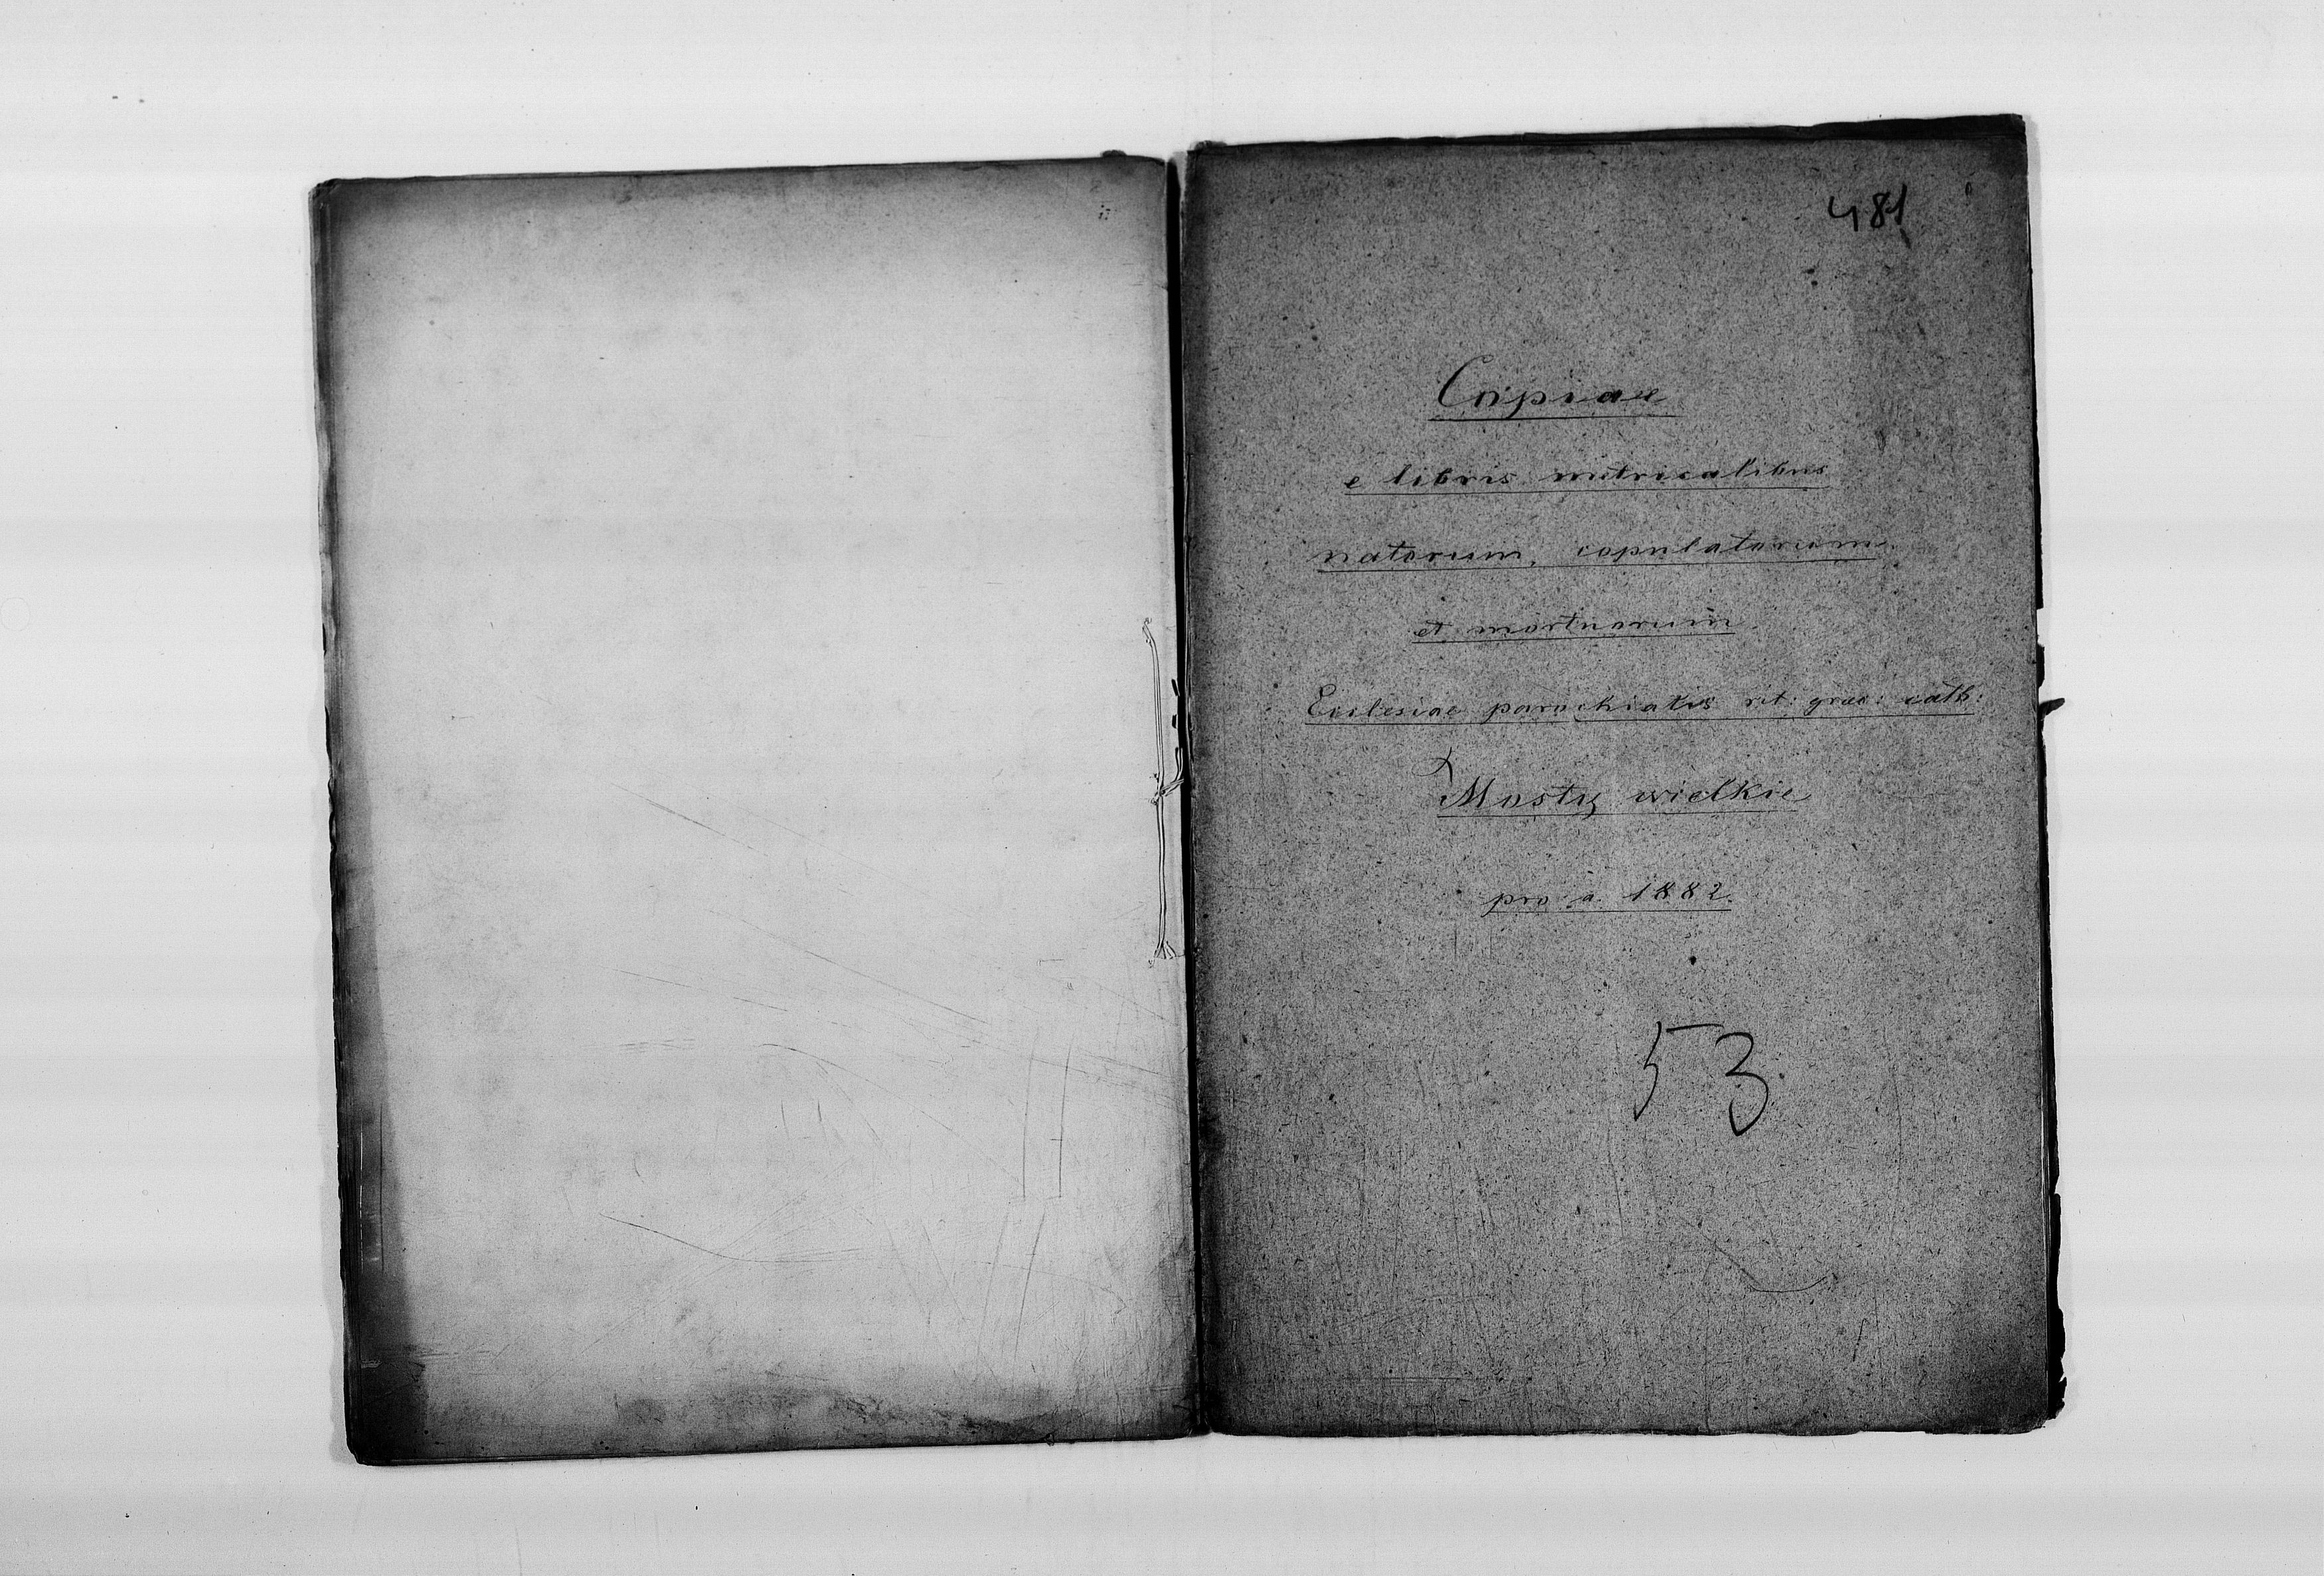 481
Copiae
e libris metricalibus
natorum, copulatorum
et mortuorum
Ecclesiae parochialis rit: graec: cath:
Mosty wielkie
pro a. 1882.
53